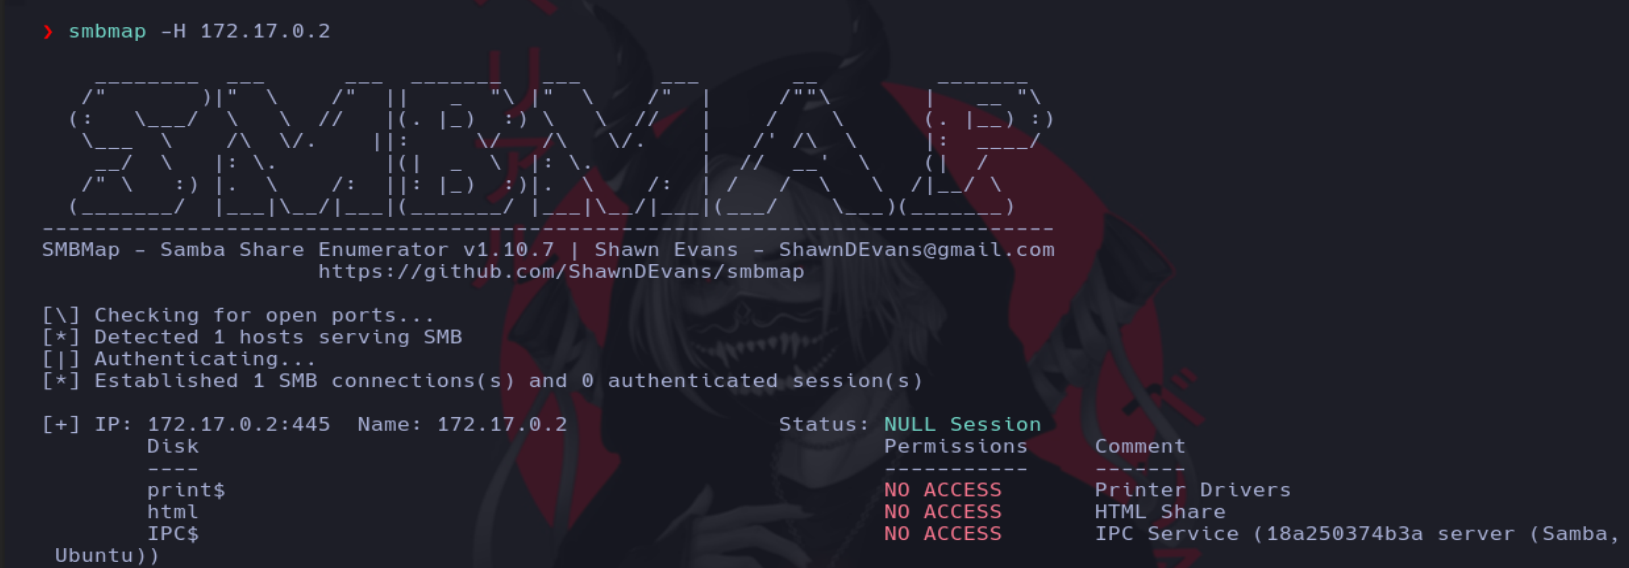 ❯ smbmap -H 172.17.0.2
SMBMap - Samba Share Enumerator v1.10.7 | Shawn Evans - ShawnDEvans@gmail.com
https://github.com/ShawnDEvans/smbmap
[\] Checking for open ports...
[*] Detected 1 hosts serving SMB
[|] Authenticating...
[*] Established 1 SMB connections(s) and 0 authenticated session(s)
[+] IP: 172.17.0.2:445 Name: 172.17.0.2 Status: NULL Session
Disk Permissions Comment
---- ----------- -------
print$ NO ACCESS Printer Drivers
html NO ACCESS HTML Share
IPC$ NO ACCESS IPC Service (18a250374b3a server (Samba,
Ubuntu))